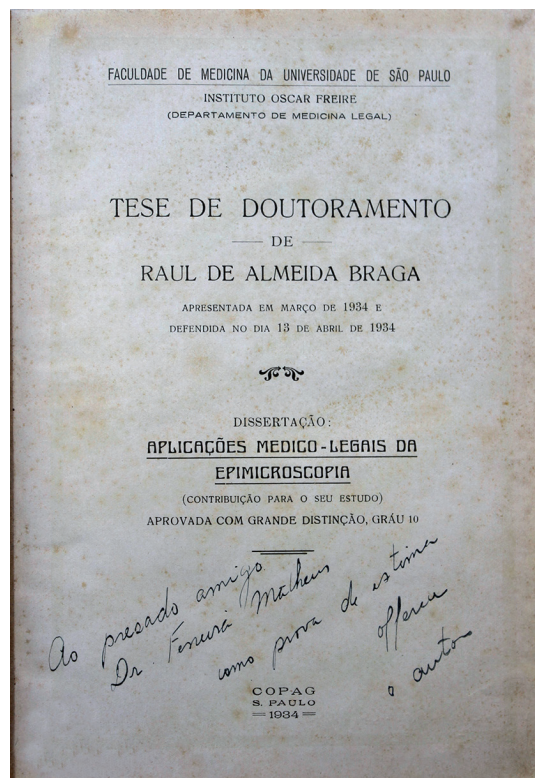 FACULDADE DE MEDICINA DA UNIVERSIDADE DE SÃO PAULO
INSTITUTO OSCAR FREIRE
(DEPARTAMENTO DE MEDICINA LEGAL)
TESE DE DOUTORAMENTO
DE
RAUL DE ALMEIDA BRAGA
APRESENTADA EM MARÇO DE 1934 E
DEFENDIDA NO DIA 13 DE ABRIL DE 1934
DISSERTAÇÃO:
APLICAÇÕES MEDICO-LEGAIS DA
EPIMICROSCOPIA
(CONTRIBUIÇÃO PARA O SEU ESTUDO)
APROVADA COM GRANDE DISTINÇÃO, GRÁU 10
Ao presado amigo
Dr. Ferreira Matheus
como prova de estima
offerece
o autor
COPAG
S. PAULO
1934